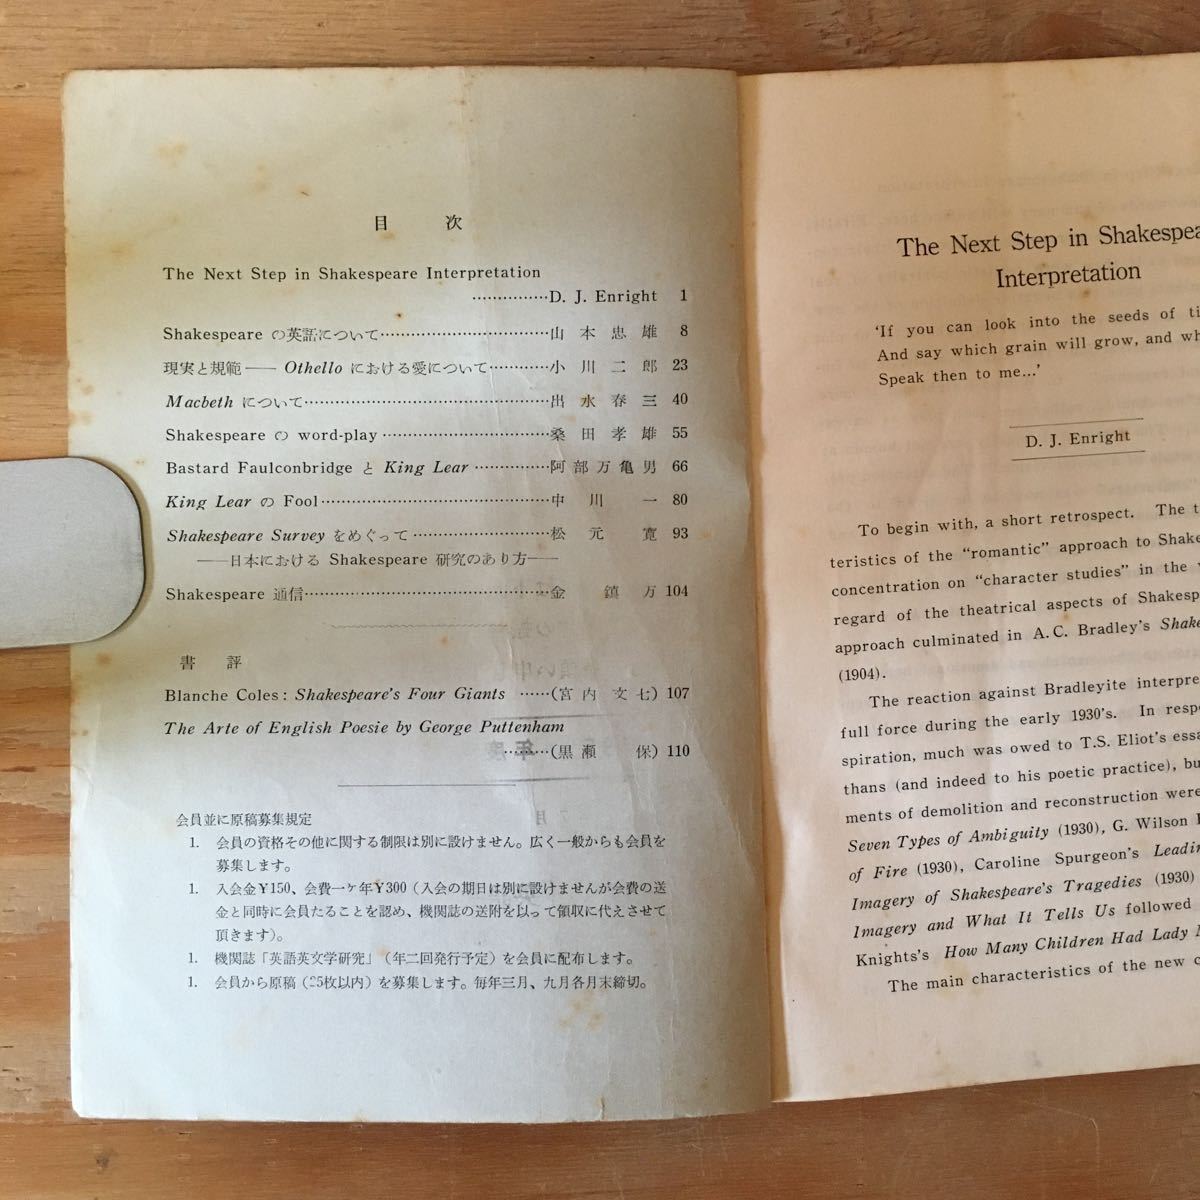 目 次
The Next Step in Shakespeare Interpretation
……………D. J. Enright 1
Shakespeare の英語について……………………………山 本 忠 雄 8
現実と規範 —— Othello における愛について…………小 川 二 郎 23
Macbeth について……………………………………出 水 春 三 40
Shakespeare の word-play……………………………桑 田 孝 雄 55
Bastard Faulconbridge と King Lear……………阿 部 万 亀 男 66
King Lear の Fool……………………………………中 川 一 80
Shakespeare Survey をめぐって………………………松 元 寛 93
——日本における Shakespeare 研究のあり方——
Shakespeare 通信………………………………………金 鎮 万 104
書 評
Blanche Coles: Shakespeare's Four Giants ……(宮 内 文 七) 107
The Arte of English Poesie by George Puttenham
………(黒 瀬 保) 110
会員並に原稿募集規定
1. 会員の資格その他に関する制限は別に設けません。広く一般からも会員を
募集します。
1. 入会金¥150、会費一ヶ年¥300（入会の期日は別に設けませんが会費の送
金と同時に会員たることを認め、機関誌の送附を以って領収に代えさせて
頂きます）。
1. 機関誌「英語英文学研究」（年二回発行予定）を会員に配布します。
1. 会員から原稿（25枚以内）を募集します。毎年三月、九月各月末締切。
The Next Step in Shakespea
Interpretation
'If you can look into the seeds of ti
And say which grain will grow, and wh
Speak then to me...'
D. J. Enright
To begin with, a short retrospect. The t
teristics of the "romantic" approach to Shake
concentration on "character studies" in the
regard of the theatrical aspects of Shakesp
approach culminated in A. C. Bradley's Shake
(1904).
The reaction against Bradleyite interpre
full force during the early 1930's. In respe
spiration, much was owed to T.S. Eliot's essa
thans (and indeed to his poetic practice), bu
ments of demolition and reconstruction were
Seven Types of Ambiguity (1930), G. Wilson
of Fire (1930), Caroline Spurgeon's Leadin
Imagery of Shakespeare's Tragedies (1930)
Imagery and What It Tells Us followed
Knights's How Many Children Had Lady
The main characteristics of the new c